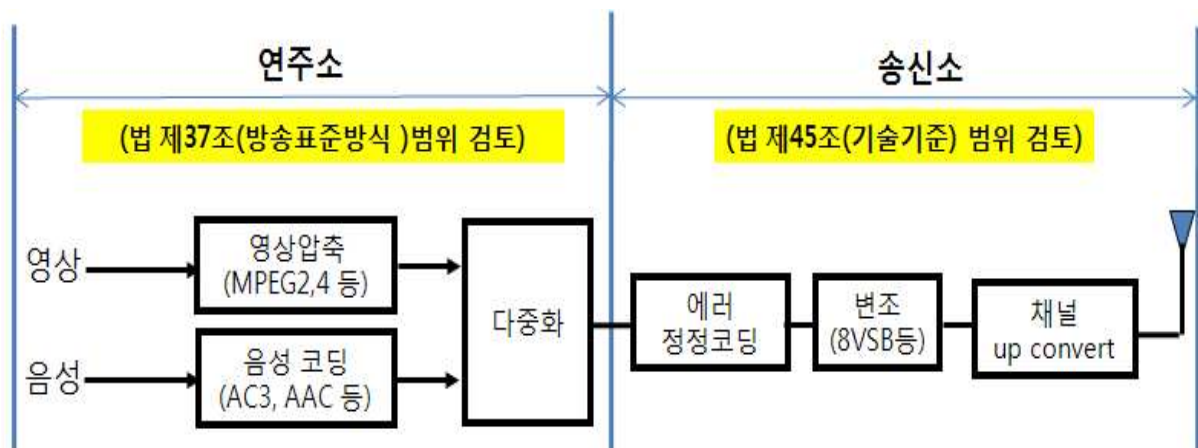 연주소
송신소
(법 제37조(방송표준방식 )범위 검토)
(법 제45조(기술기준) 범위 검토)
영상
영상압축
(MPEG2,4 등)
음성
음성 코딩
(AC3, AAC 등)
다중화
에러
정정코딩
변조
(8VSB등)
채널
up convert